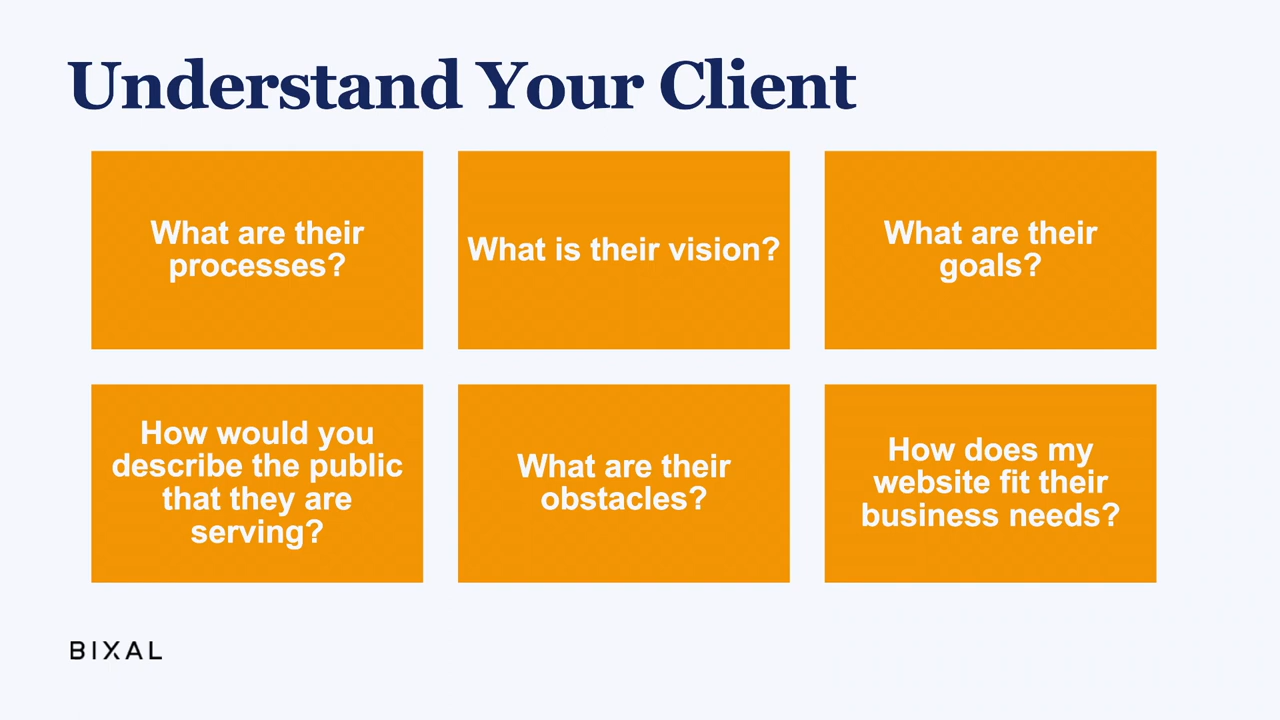 Understand Your Client
What are their
processes?
What is their vision?
What are their
goals?
How would you
describe the public
that they are
serving?
What are their
obstacles?
How does my
website fit their
business needs?
BIXAL